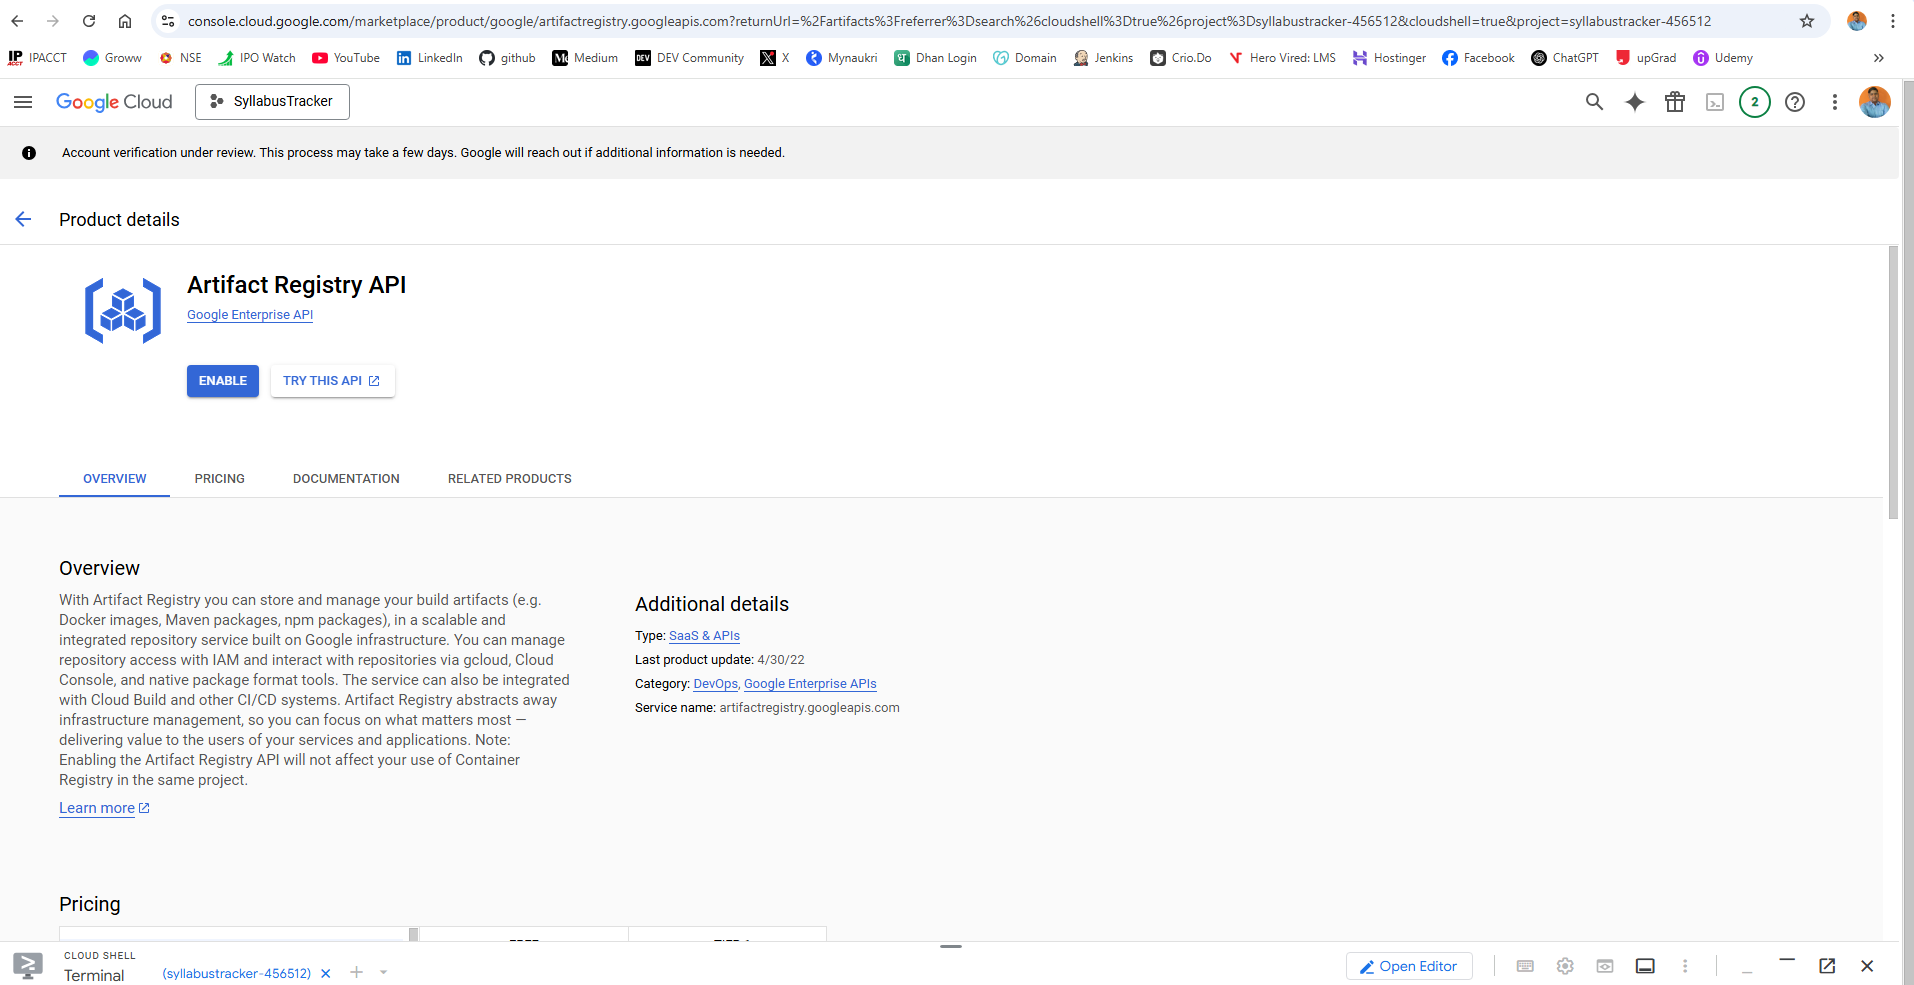 console.cloud.google.com/marketplace/product/google/artifactregistry.googleapis.com?returnUrl=%2Fartifacts%3Freferrer%3Dsearch%26cloudshell%3Dtrue%26project%3Dsyllabustracker-456512&cloudshell=true&project=syllabustracker-456512
IPACCT Groww NSE IPO Watch YouTube LinkedIn github Medium DEV Community X Mynaukri Dhan Login Domain Jenkins Crio.Do Hero Vired: LMS Hostinger Facebook ChatGPT upGrad Udemy
Google Cloud SyllabusTracker 2
Account verification under review. This process may take a few days. Google will reach out if additional information is needed.
Product details
Artifact Registry API
Google Enterprise API
ENABLE TRY THIS API
OVERVIEW PRICING DOCUMENTATION RELATED PRODUCTS
Overview
With Artifact Registry you can store and manage your build artifacts (e.g.
Docker images, Maven packages, npm packages), in a scalable and
integrated repository service built on Google infrastructure. You can manage
repository access with IAM and interact with repositories via gcloud, Cloud
Console, and native package format tools. The service can also be integrated
with Cloud Build and other CI/CD systems. Artifact Registry abstracts away
infrastructure management, so you can focus on what matters most —
delivering value to the users of your services and applications. Note:
Enabling the Artifact Registry API will not affect your use of Container
Registry in the same project.
Learn more
Additional details
Type: SaaS & APIs
Last product update: 4/30/22
Category: DevOps, Google Enterprise APIs
Service name: artifactregistry.googleapis.com
Pricing
CLOUD SHELL
Terminal (syllabustracker-456512) Open Editor